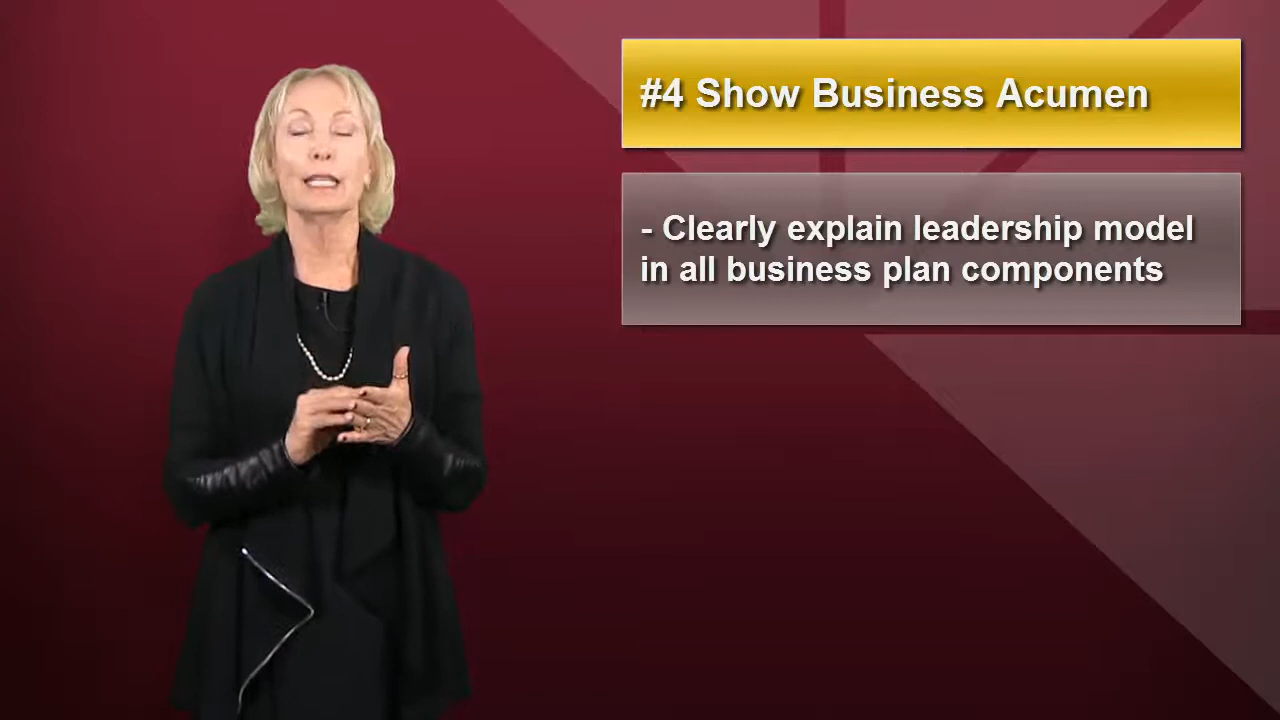 #4 Show Business Acumen
- Clearly explain leadership model
in all business plan components